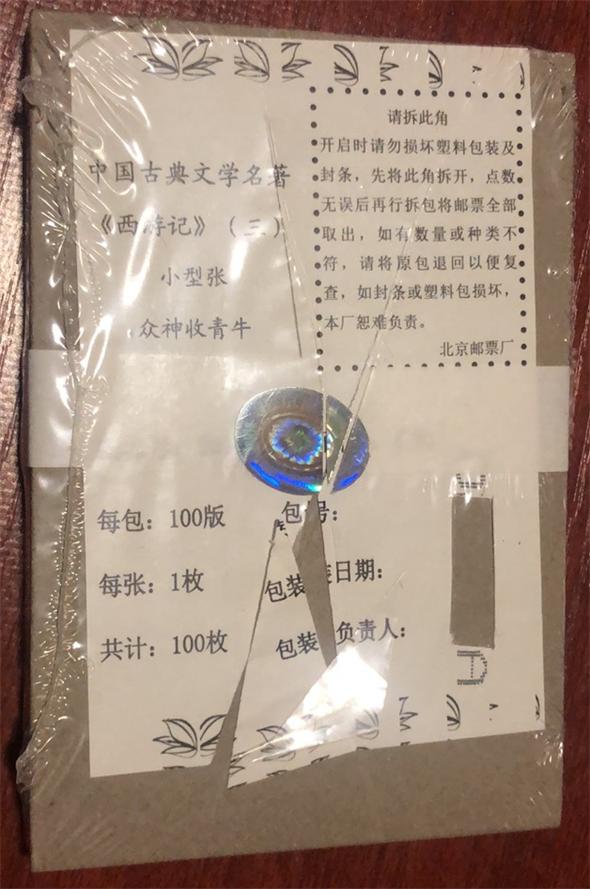 中国古典文学名著
《西游记》（三）
小型张
众神收青牛
请拆此角
开启时请勿损坏塑料包装及
封条，先将此角拆开，点数
无误后再行拆包将邮票全部
取出，如有数量或种类不
符，请将原包退回以便复
查，如封条或塑料包损坏，
本厂恕难负责。
北京邮票厂
每包：100版
包号：
每张：1枚
包装日期：
共计：100枚
包装负责人：